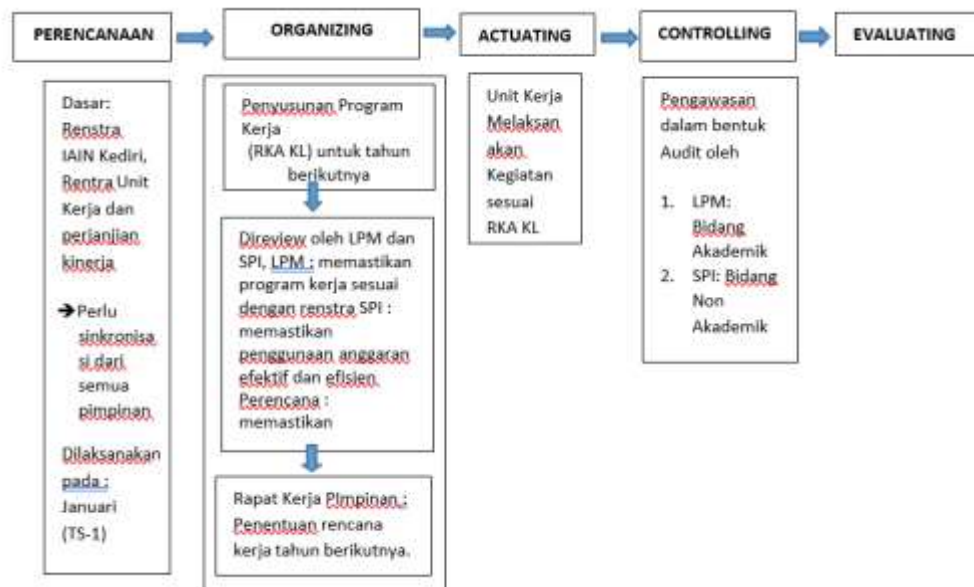 PERENCANAAN
ORGANIZING
ACTUATING
CONTROLLING
EVALUATING
Dasar:
Renstra
IAIN Kediri,
Rentra Unit
Kerja dan
perjanjian
kinerja
➔ Perlu
sinkronisa
si dari
semua
pimpinan
Dilaksanakan
pada :
Januari
(TS-1)
Penyusunan Program
Kerja
(RKA KL) untuk tahun
berikutnya
Direview oleh LPM dan
SPI, LPM : memastikan
program kerja sesuai
dengan renstra SPI :
memastikan
penggunaan anggaran
efektif dan efisien
Perencana :
memastikan
Rapat Kerja PImpinan :
Penentuan rencana
kerja tahun berikutnya.
Unit Kerja
Melaksan
akan
Kegiatan
sesuai
RKA KL
Pengawasan
dalam bentuk
Audit oleh
1. LPM:
Bidang
Akademik
2. SPI: Bidang
Non
Akademik